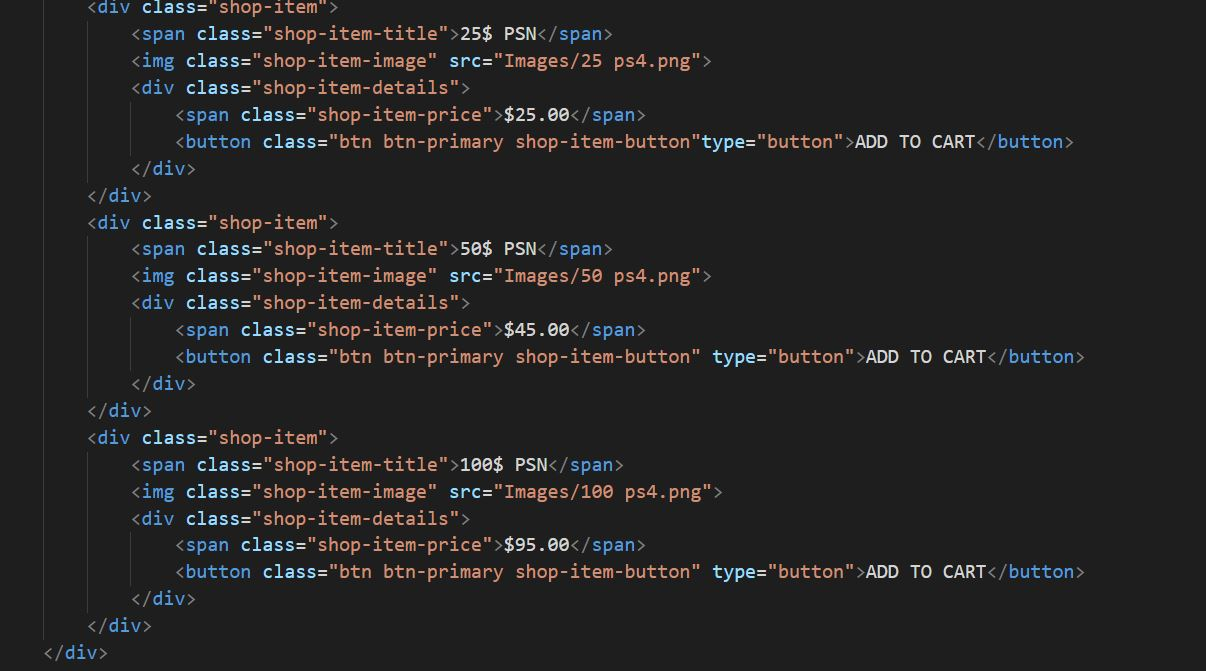 <div class="shop-item">
<span class="shop-item-title">25$ PSN</span>
<img class="shop-item-image" src="Images/25 ps4.png">
<div class="shop-item-details">
<span class="shop-item-price">$25.00</span>
<button class="btn btn-primary shop-item-button"type="button">ADD TO CART</button>
</div>
</div>
<div class="shop-item">
<span class="shop-item-title">50$ PSN</span>
<img class="shop-item-image" src="Images/50 ps4.png">
<div class="shop-item-details">
<span class="shop-item-price">$45.00</span>
<button class="btn btn-primary shop-item-button" type="button">ADD TO CART</button>
</div>
</div>
<div class="shop-item">
<span class="shop-item-title">100$ PSN</span>
<img class="shop-item-image" src="Images/100 ps4.png">
<div class="shop-item-details">
<span class="shop-item-price">$95.00</span>
<button class="btn btn-primary shop-item-button" type="button">ADD TO CART</button>
</div>
</div>
</div>